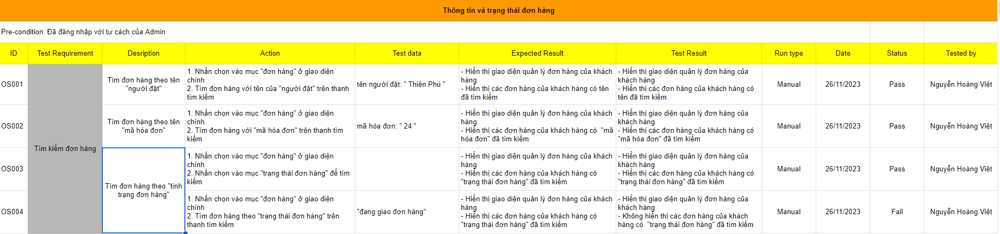 Thông tin và trạng thái đơn hàng
Pre-condition: Đã đăng nhập với tư cách của Admin
ID Test Requirement Desription Action Test data Expected Result Test Result Run type Date Status Tested by
Tìm kiếm đơn hàng
OS001
Tìm đơn hàng theo tên
"người đặt"
1. Nhấn chọn vào mục "đơn hàng" ở giao diện
chính
2. Tìm đơn hàng với tên của "người đặt" trên thanh
tìm kiếm
tên người đặt: " Thiên Phú "
- Hiển thị giao diện quản lý đơn hàng của khách
hàng
- Hiển thị các đơn hàng của khách hàng có tên
đã tìm kiếm
- Hiển thị giao diện quản lý đơn hàng của
khách hàng
- Hiển thị các đơn hàng của khách hàng có
tên đã tìm kiếm
Manual
26/11/2023
Pass
Nguyễn Hoàng Việt
OS002
Tìm đơn hàng theo tên
"mã hóa đơn"
1. Nhấn chọn vào mục "đơn hàng" ở giao diện
chính
2. Tìm đơn hàng với "mã hóa đơn" trên thanh tìm
kiếm
mã hóa đơn: " 24 "
- Hiển thị giao diện quản lý đơn hàng của khách
hàng
- Hiển thị các đơn hàng của khách hàng có  "mã
hóa đơn" đã tìm kiếm
- Hiển thị giao diện quản lý đơn hàng của
khách hàng
- Hiển thị các đơn hàng của khách hàng có
"mã hóa đơn" đã tìm kiếm
Manual
26/11/2023
Pass
Nguyễn Hoàng Việt
OS003
Tìm đơn hàng theo "tình
trạng đơn hàng"
1. Nhấn chọn vào mục "đơn hàng" ở giao diện
chính
2. Nhấn chọn vào mục "trạng thái đơn hàng" để tìm
kiếm
- Hiển thị giao diện quản lý đơn hàng của khách
hàng
- Hiển thị các đơn hàng của khách hàng có
"trạng thái đơn hàng" đã tìm kiếm
- Hiển thị giao diện quản lý đơn hàng của
khách hàng
- Hiển thị các đơn hàng của khách hàng có
"trạng thái đơn hàng" đã tìm kiếm
Manual
26/11/2023
Pass
Nguyễn Hoàng Việt
OS004
1. Nhấn chọn vào mục "đơn hàng" ở giao diện
chính
2. Tìm đơn hàng theo "trạng thái đơn hàng" trên
thanh tìm kiếm
"đang giao đơn hàng"
- Hiển thị giao diện quản lý đơn hàng của khách
hàng
- Hiển thị các đơn hàng của khách hàng có
"trạng thái đơn hàng" đã tìm kiếm
- Hiển thị giao diện quản lý đơn hàng của
khách hàng
- Không hiển thị các đơn hàng của khách
hàng có  "trạng thái đơn hàng" đã tìm kiếm
Manual
26/11/2023
Fail
Nguyễn Hoàng Việt